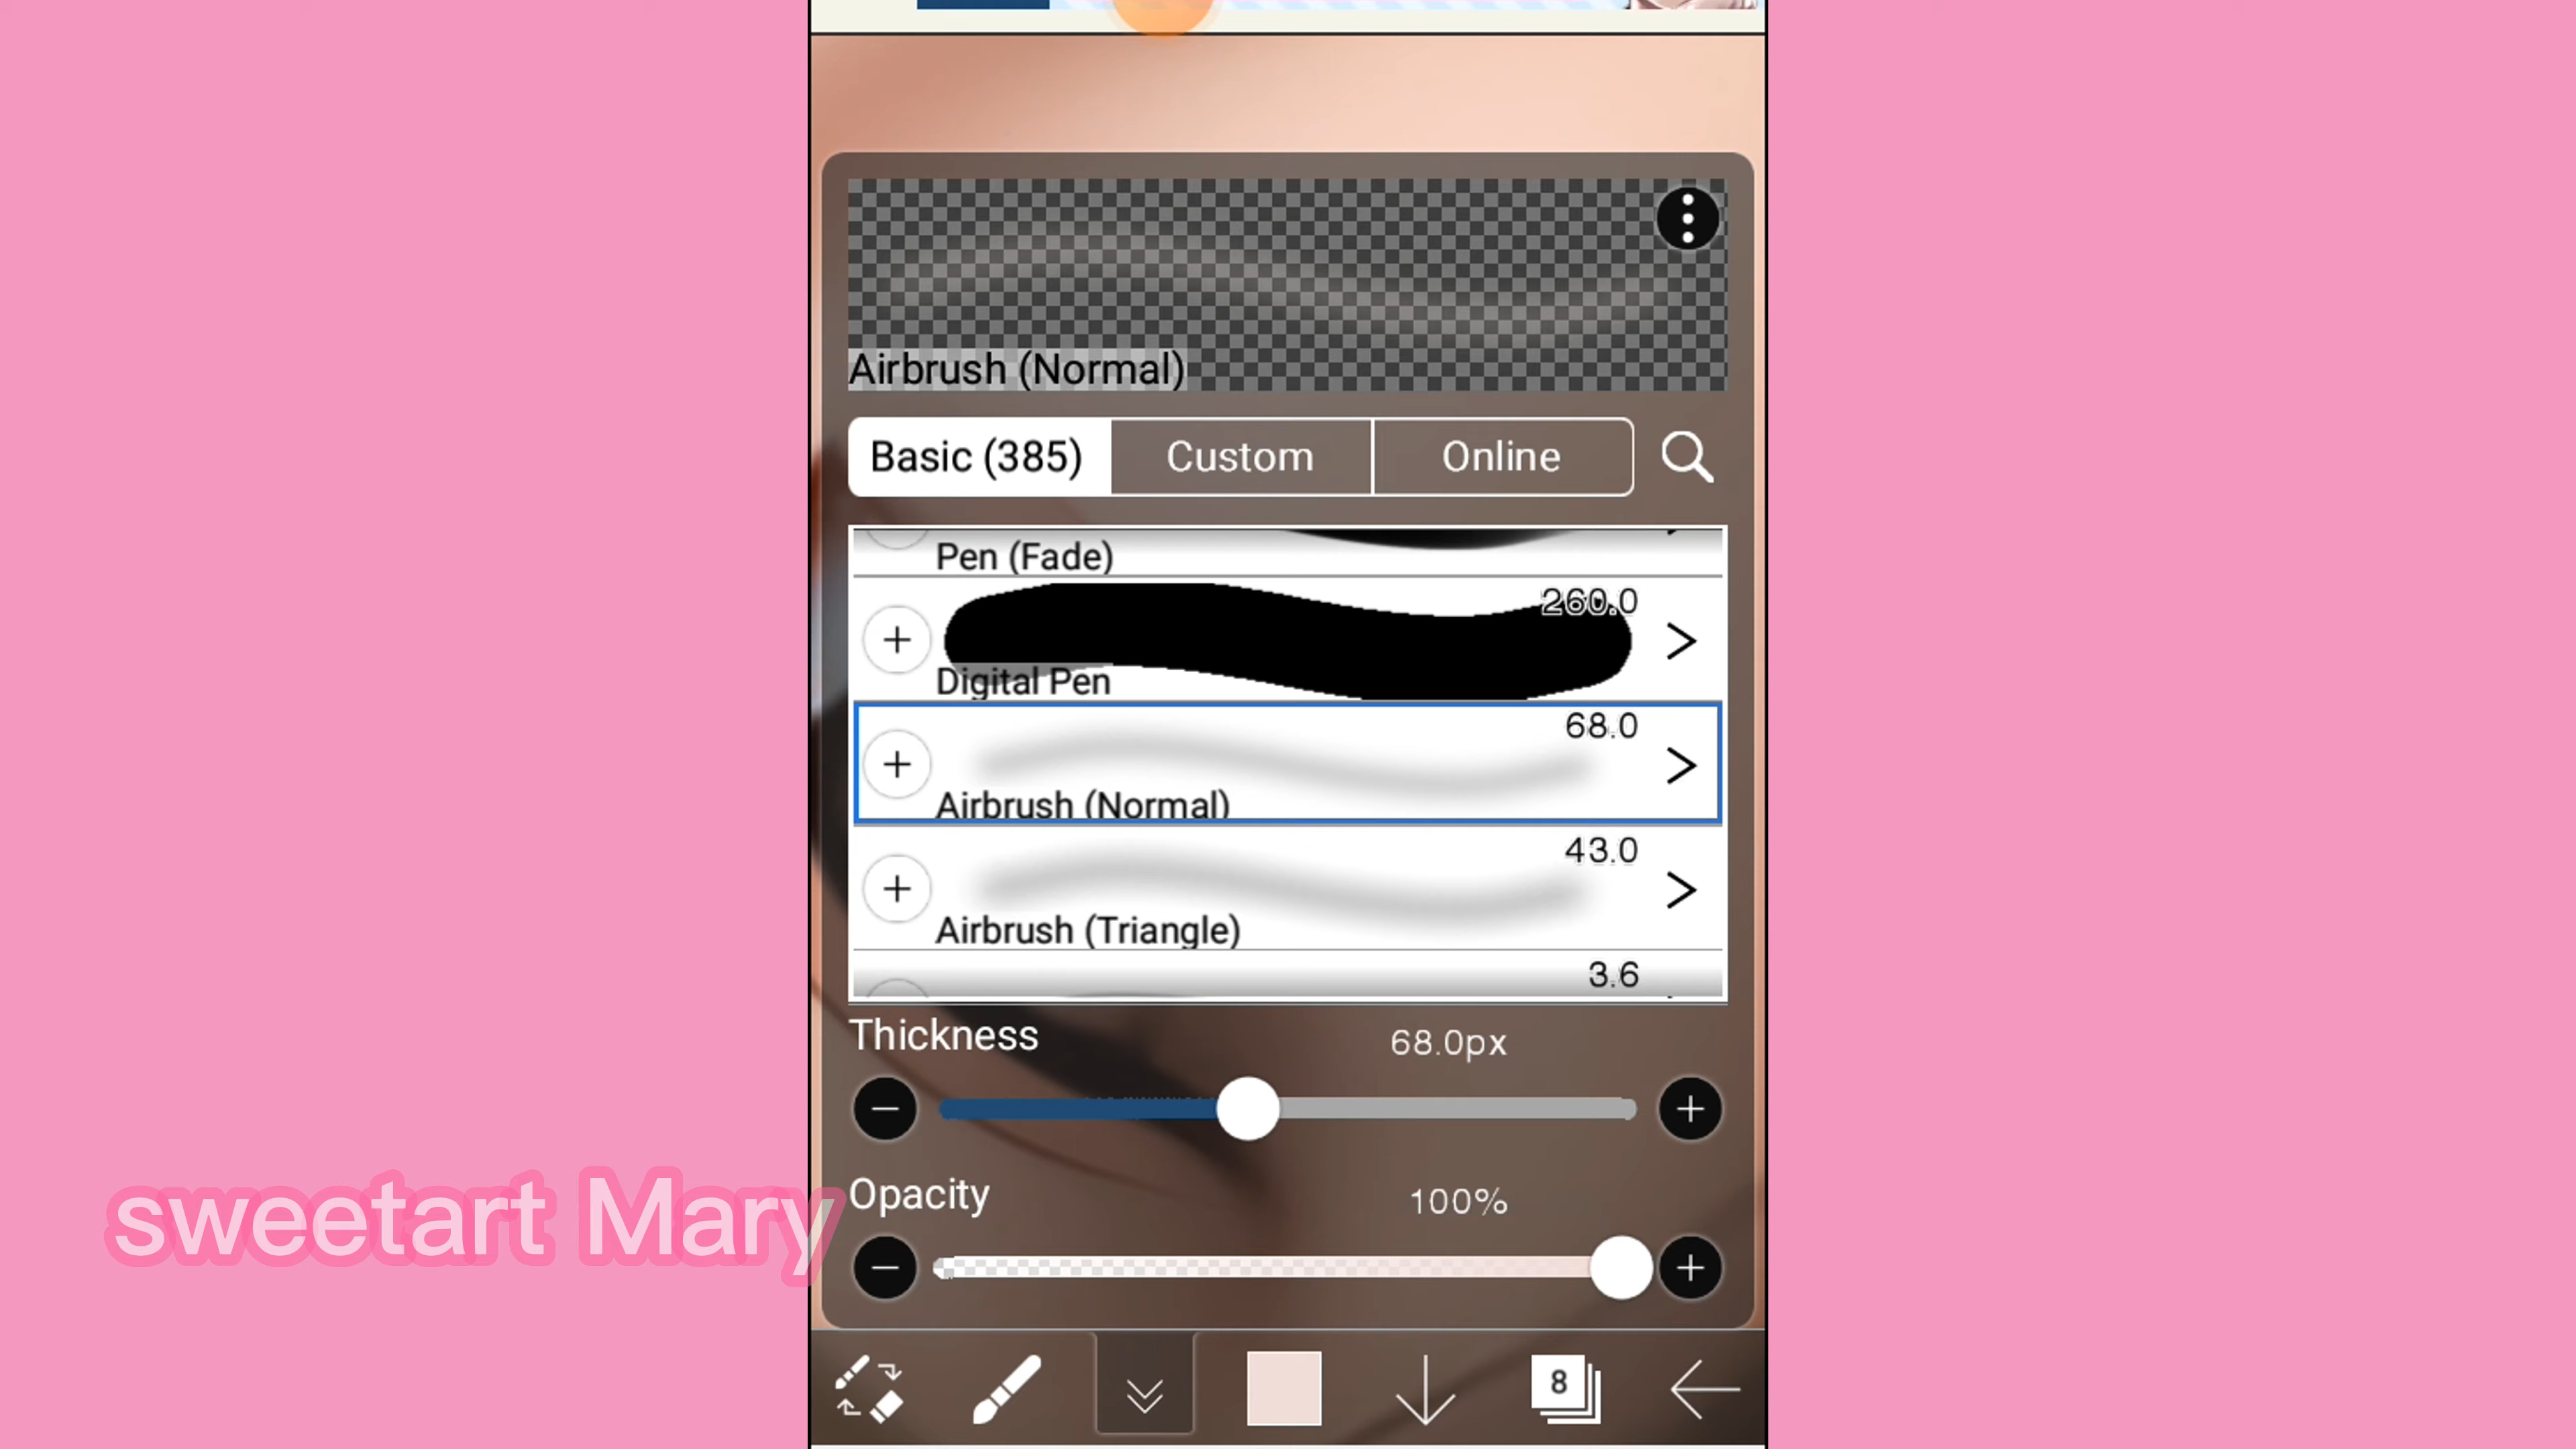 Airbrush (Normal)
Basic (385)
Custom
Online
Pen (Fade)
260.0
Digital Pen
68.0
Airbrush (Normal)
43.0
Airbrush (Triangle)
3.6
Thickness
68.0px
sweetart Mary
Opacity
100%
8